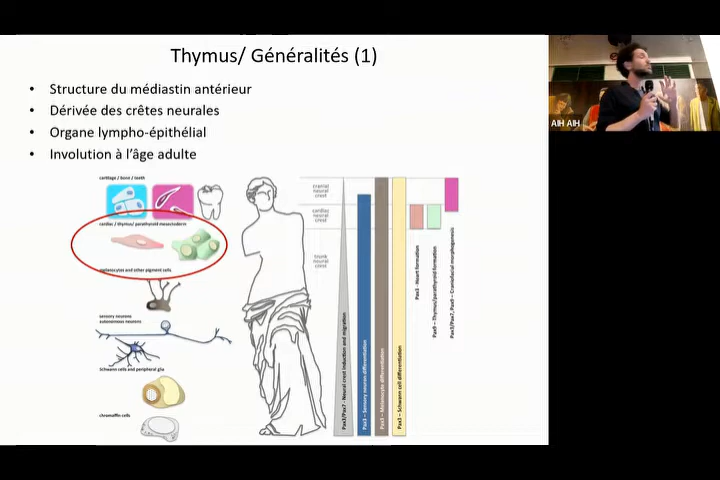 Thymus/ Généralités (1)
• Structure du médiastin antérieur
• Dérivée des crêtes neurales
• Organe lympho-épithélial
• Involution à l'âge adulte
cartilage / bone / teeth
cardiac / thymus/ parathyroid mesectoderm
melanocytes and other pigment cells
sensory neurons
autonomous neurons
Schwann cells and peripheral glia
chromaffin cells
cranial
neural
crest
cardiac
neural
crest
trunk
neural
crest
Pax3/Pax7 - Neural crest induction and migration
Pax3 - Sensory neuron differentiation
Pax3 - Melanocyte differentiation
Pax3 - Schwann cell differentiation
Pax3 - Heart formation
Pax9 - Thymus/parathyroid formation
Pax3/Pax7, Pax9 - Craniofacial morphogenesis
AIH AIH